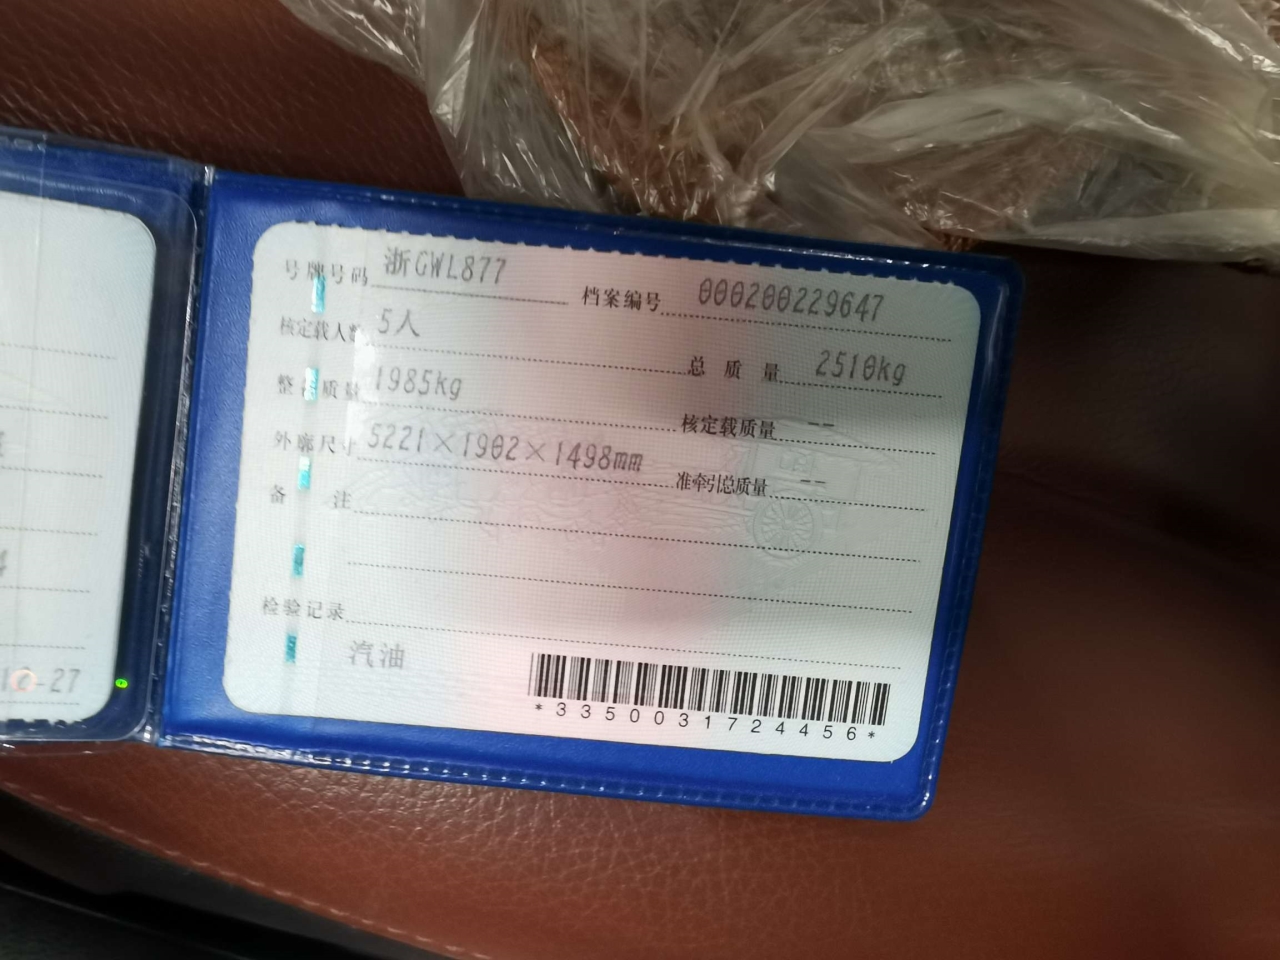 号牌号码 浙GWL877 档案编号 000200229647
核定载人数 5人 总质量 2510kg
整备质量 1985kg 核定载质量 --
外廓尺寸 5221×1902×1498mm 准牵引总质量 --
备注
检验记录
汽油
*3350031724456*
-27